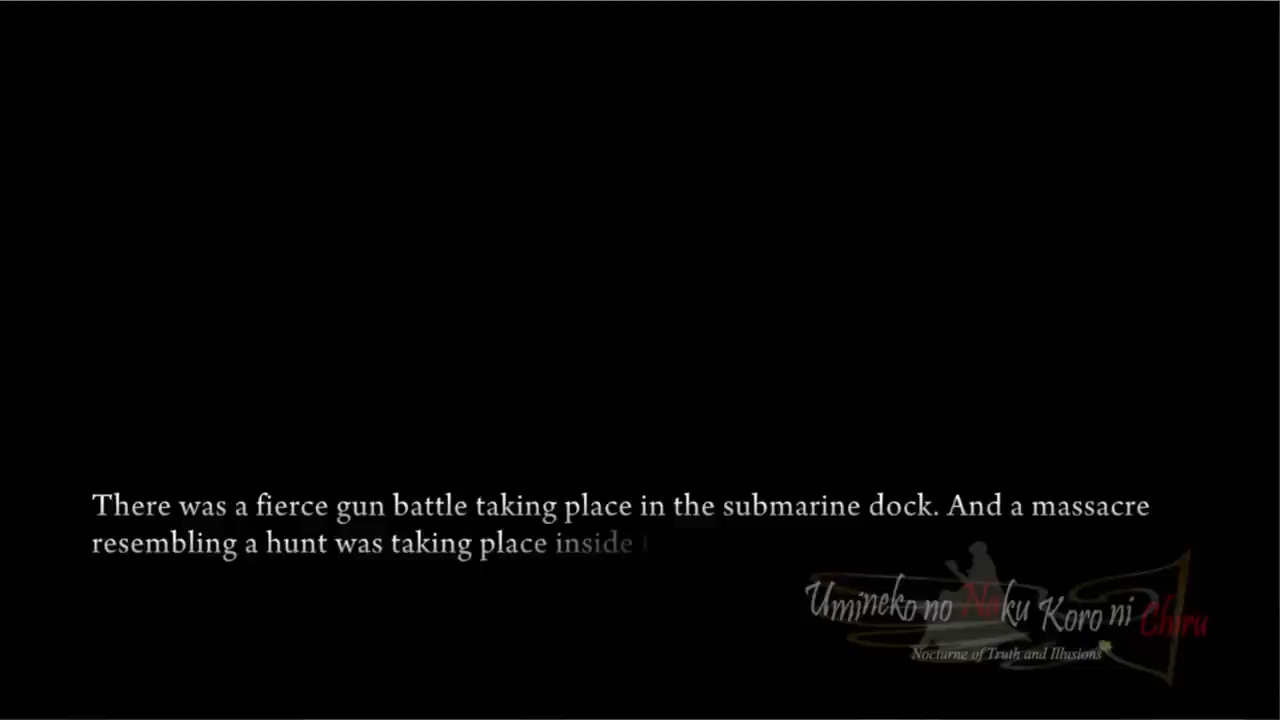 There was a fierce gun battle taking place in the submarine dock. And a massacre
resembling a hunt was taking place inside
Umineko no Naku Koro ni Chiru
Nocturne of Truth and Illusions